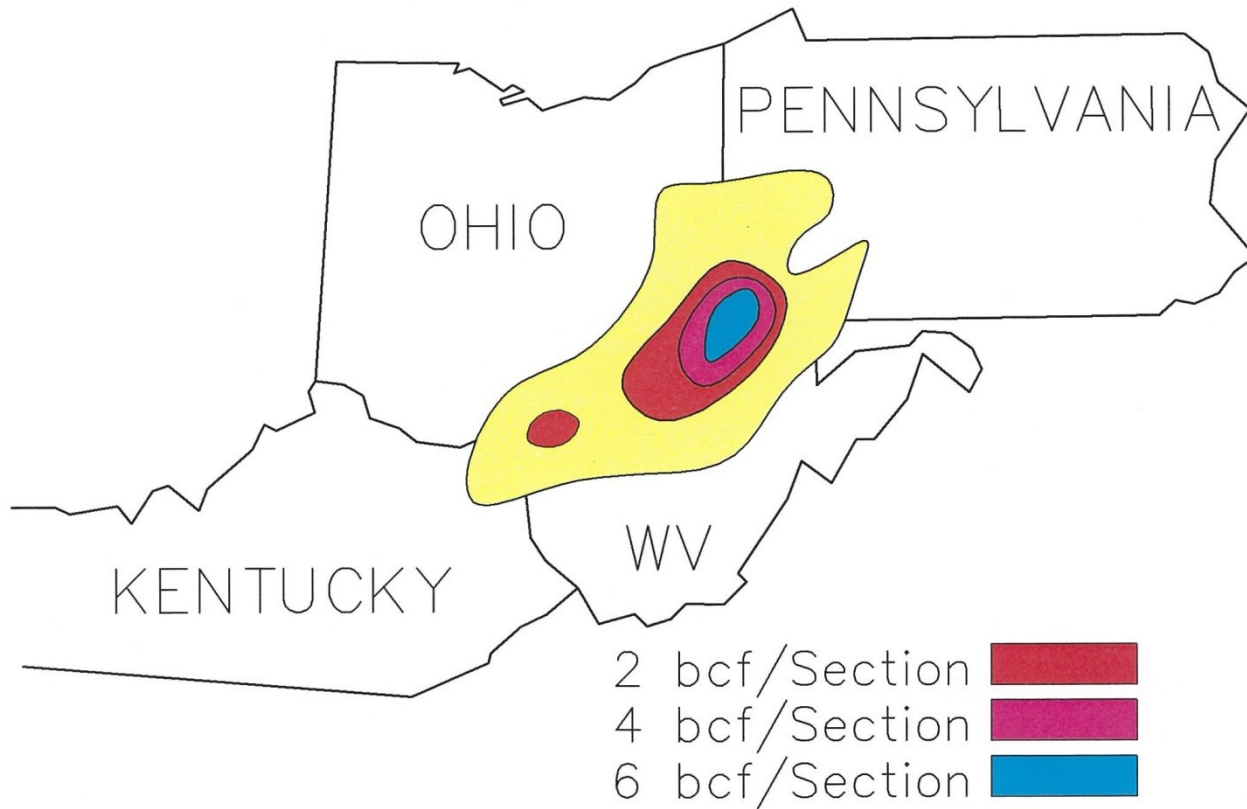 PENNSYLVANIA
OHIO
WV
KENTUCKY
2 bcf/Section
4 bcf/Section
6 bcf/Section